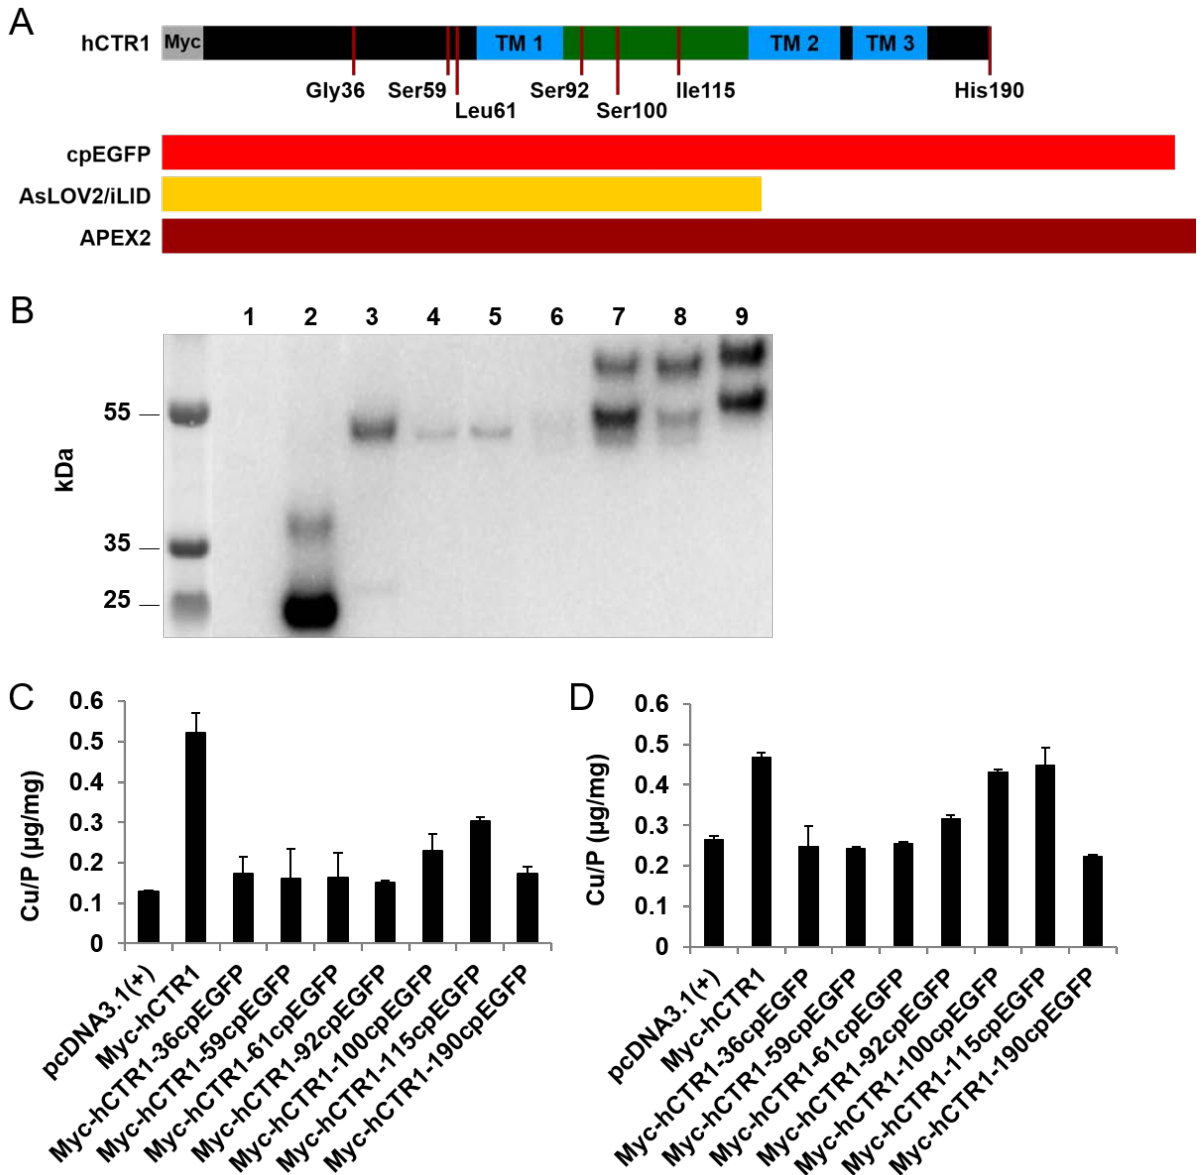 A
hCTR1 Myc TM 1 TM 2 TM 3
Gly36 Ser59 Ser92 Ile115 His190
Leu61 Ser100
cpEGFP
AsLOV2/iLID
APEX2
B
1 2 3 4 5 6 7 8 9
55
35
25
kDa
C
Cu/P (µg/mg)
0.6
0.5
0.4
0.3
0.2
0.1
0
pcDNA3.1(+)
Myc-hCTR1
Myc-hCTR1-36cpEGFP
Myc-hCTR1-59cpEGFP
Myc-hCTR1-61cpEGFP
Myc-hCTR1-92cpEGFP
Myc-hCTR1-100cpEGFP
Myc-hCTR1-115cpEGFP
Myc-hCTR1-190cpEGFP
D
Cu/P (µg/mg)
0.6
0.5
0.4
0.3
0.2
0.1
0
pcDNA3.1(+)
Myc-hCTR1
Myc-hCTR1-36cpEGFP
Myc-hCTR1-59cpEGFP
Myc-hCTR1-61cpEGFP
Myc-hCTR1-92cpEGFP
Myc-hCTR1-100cpEGFP
Myc-hCTR1-115cpEGFP
Myc-hCTR1-190cpEGFP